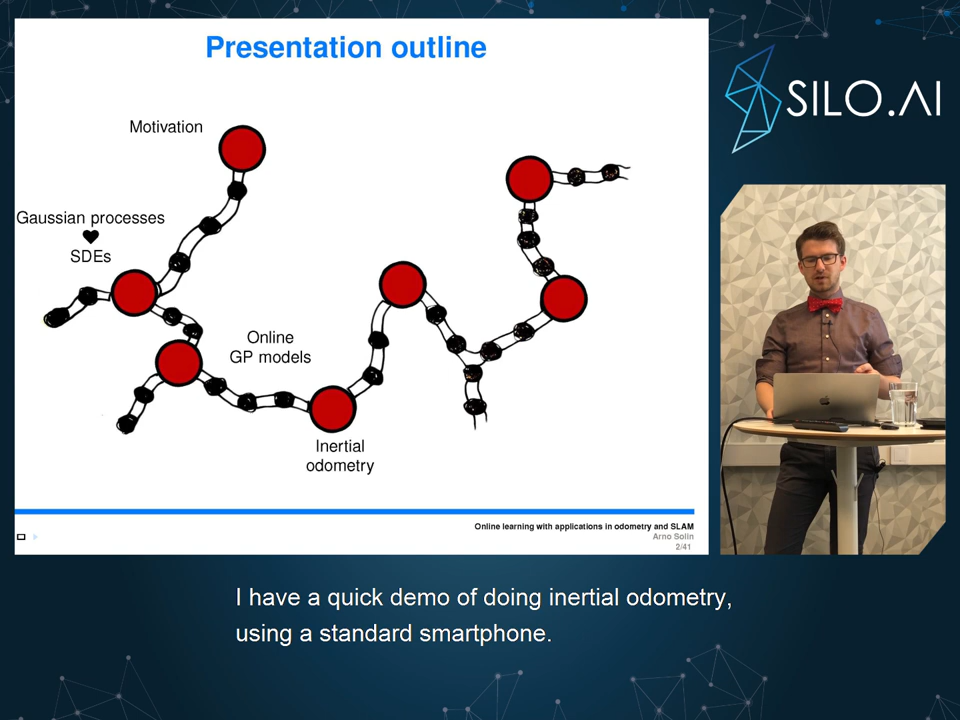 Presentation outline
SILO.AI
Motivation
Gaussian processes
♥
SDEs
Online
GP models
Inertial
odometry
Online learning with applications in odometry and SLAM
Arno Solin
2/41
I have a quick demo of doing inertial odometry,
using a standard smartphone.